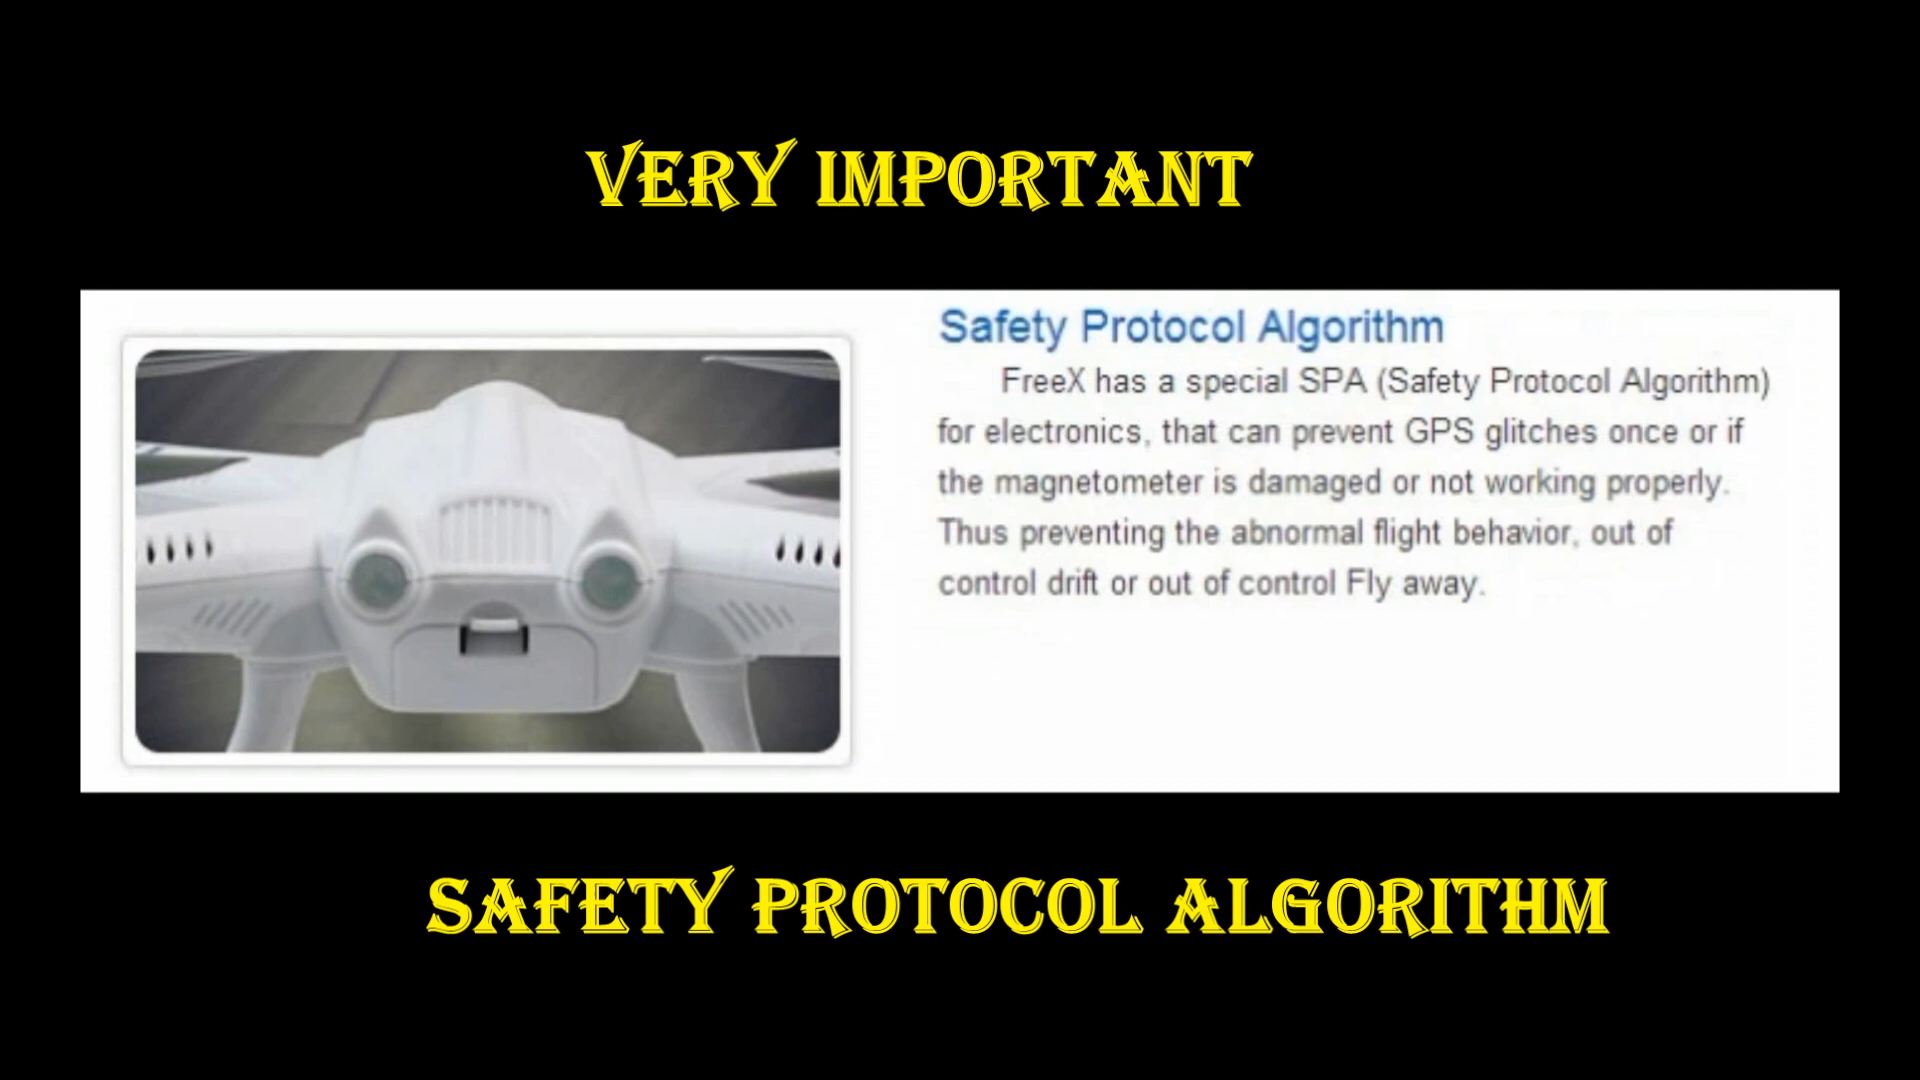 VERY IMPORTANT
Safety Protocol Algorithm
FreeX has a special SPA (Safety Protocol Algorithm)
for electronics, that can prevent GPS glitches once or if
the magnetometer is damaged or not working properly.
Thus preventing the abnormal flight behavior, out of
control drift or out of control Fly away.
SAFETY PROTOCOL ALGORITHM